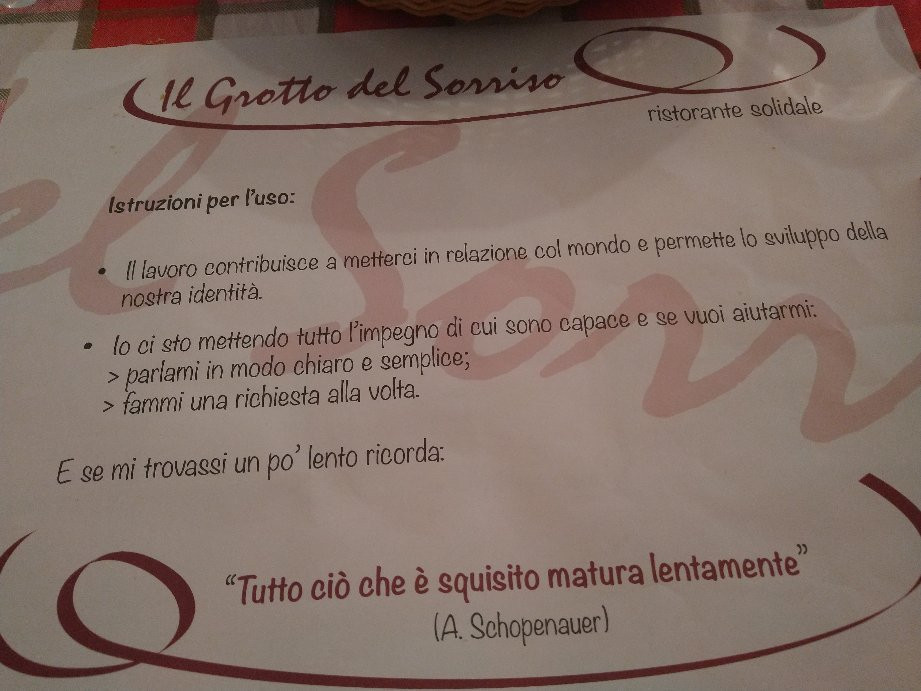 Il Grotto del Sorriso
ristorante solidale
Istruzioni per l'uso:
• Il lavoro contribuisce a metterci in relazione col mondo e permette lo sviluppo della
nostra identità.
• Io ci sto mettendo tutto l'impegno di cui sono capace e se vuoi aiutarmi:
> parlami in modo chiaro e semplice;
> fammi una richiesta alla volta.
E se mi trovassi un po' lento ricorda:
“Tutto ciò che è squisito matura lentamente”
(A. Schopenauer)